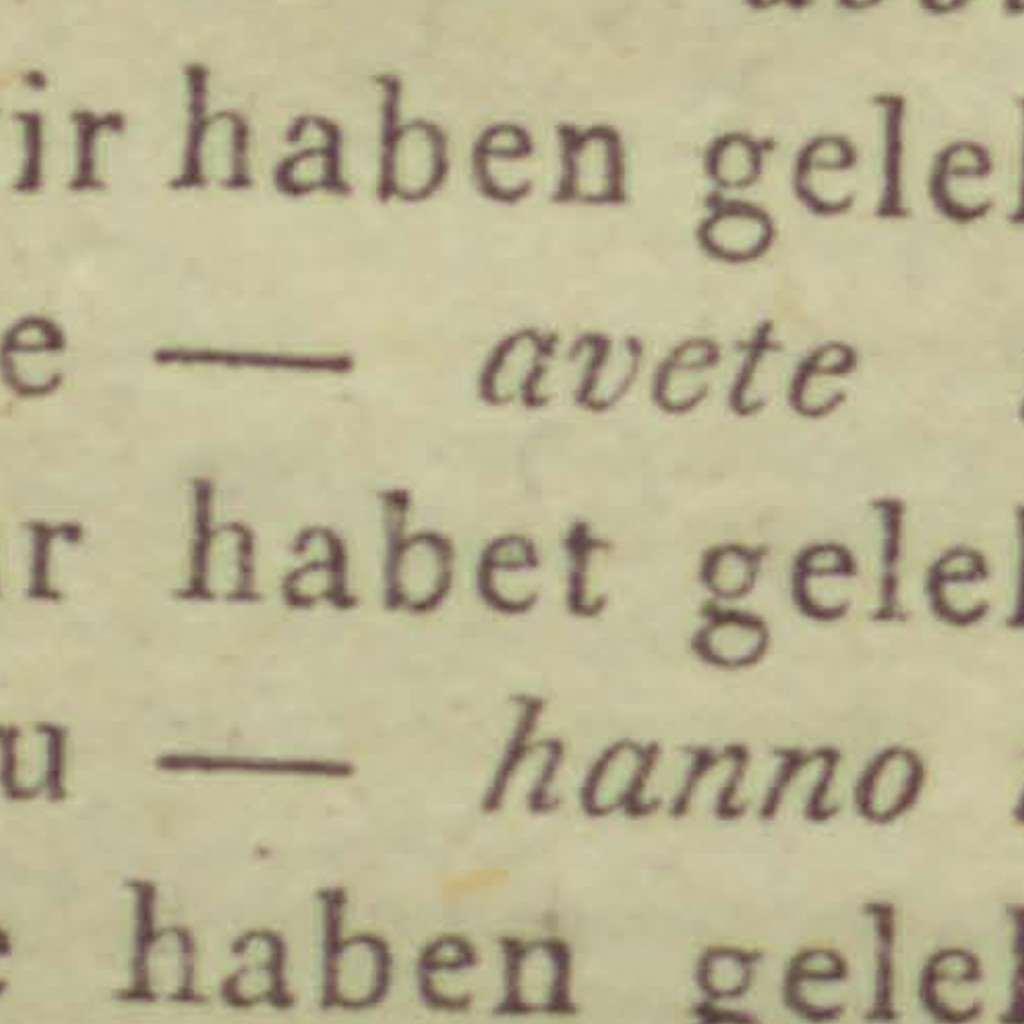 ir haben gele
e — avete
r habet gele
u — hanno
e haben gele